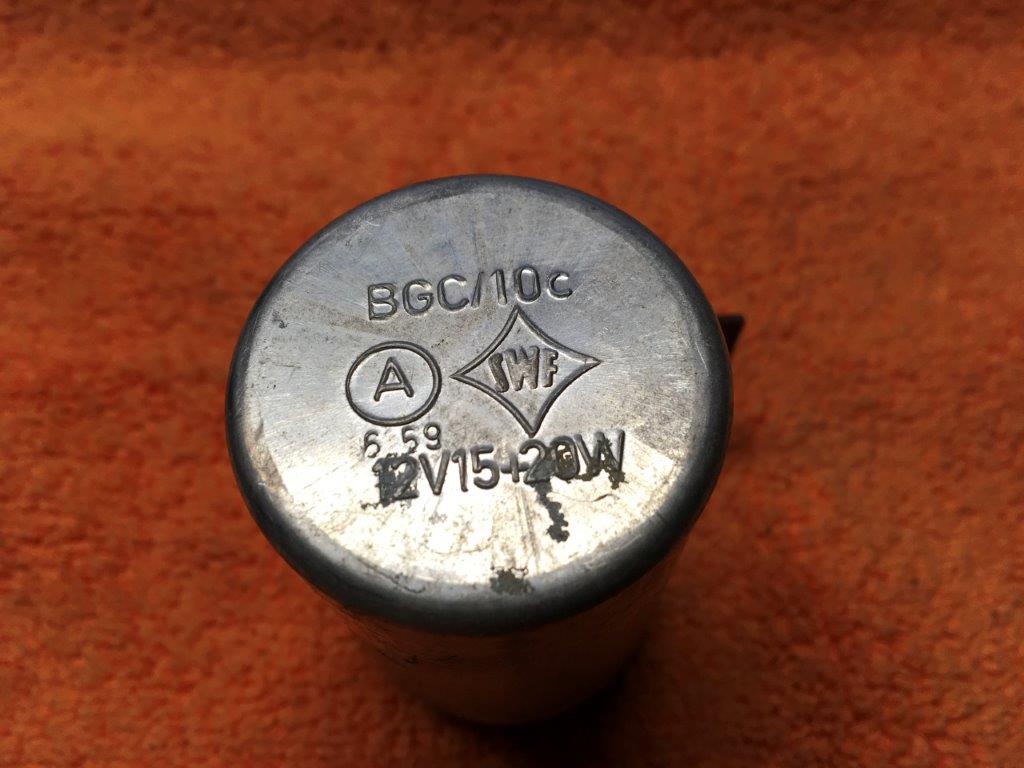 BGC/10c
A
SWF
6 59
12V15+20W